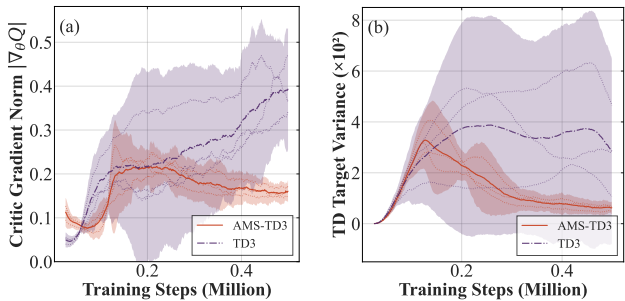 (a)
Critic Gradient Norm |∇θQ|
0.5
0.4
0.3
0.2
0.1
0.0
0.2
0.4
AMS-TD3
TD3
Training Steps (Million)
(b)
TD Target Variance (×10²)
8
6
4
2
0
0.2
0.4
AMS-TD3
TD3
Training Steps (Million)